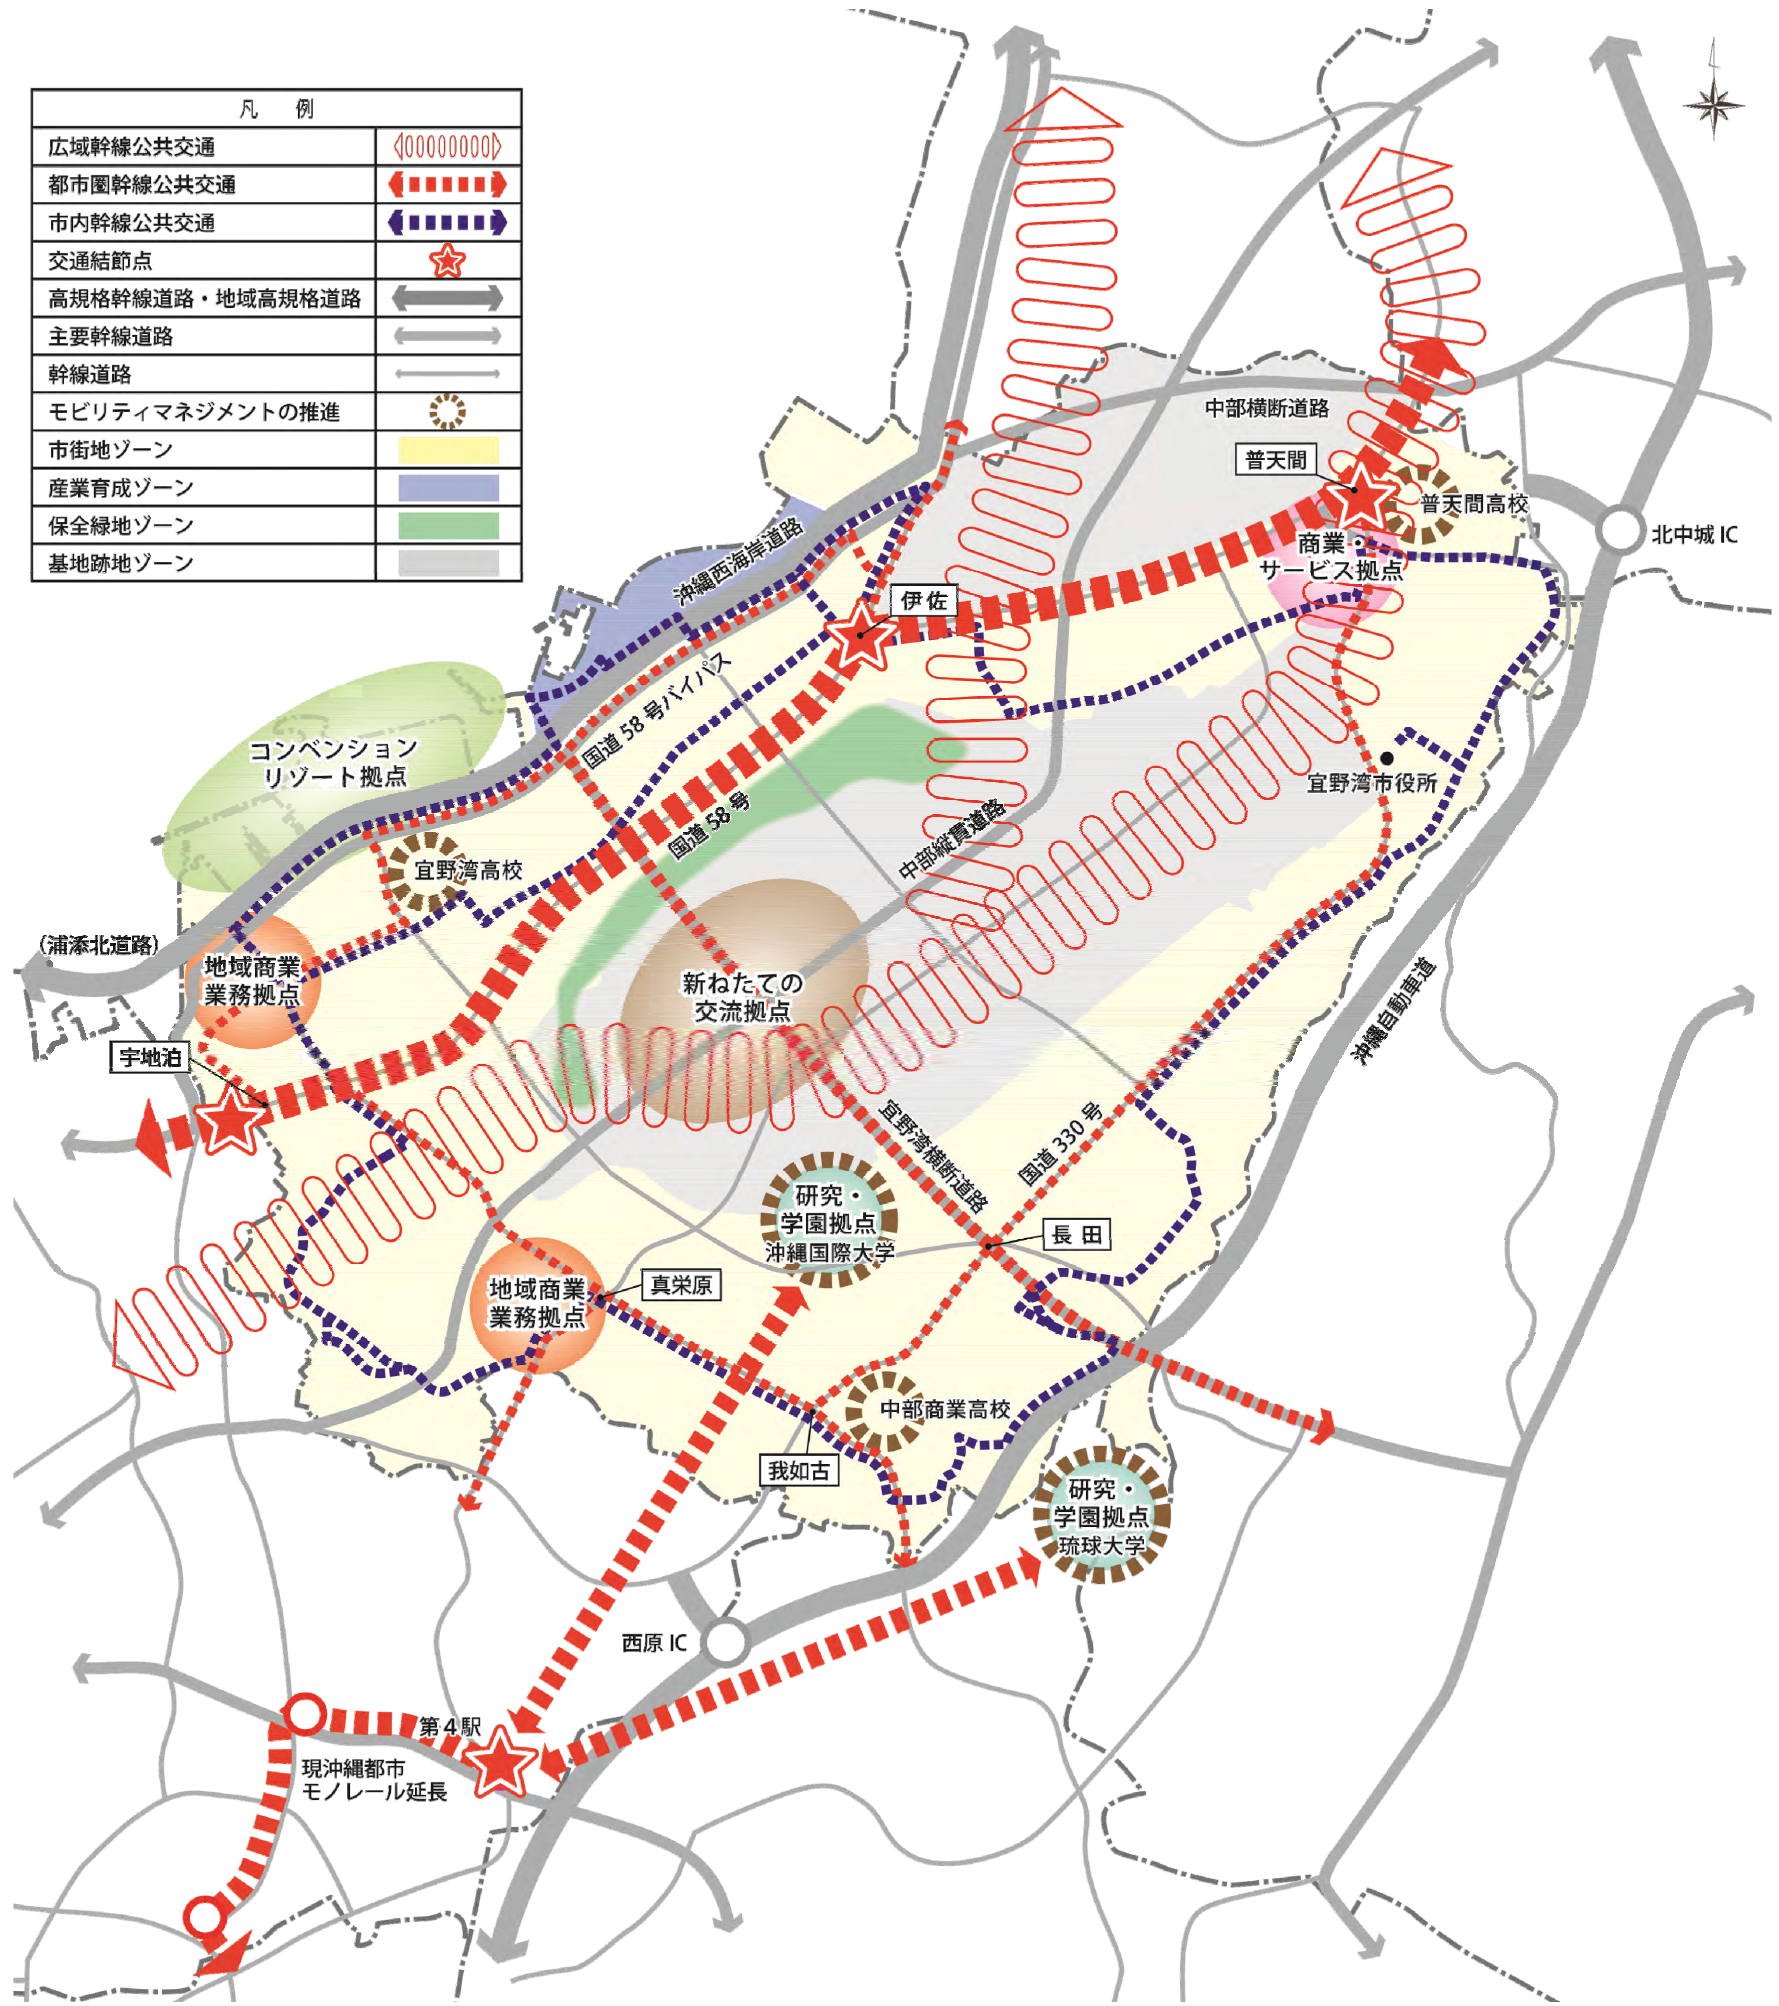 凡 例
広域幹線公共交通
都市圏幹線公共交通
市内幹線公共交通
交通結節点
高規格幹線道路・地域高規格道路
主要幹線道路
幹線道路
モビリティマネジメントの推進
市街地ゾーン
産業育成ゾーン
保全緑地ゾーン
基地跡地ゾーン
中部横断道路
普天間
普天間高校
北中城 IC
商業
サービス拠点
沖縄西海岸道路
伊佐
国道 58 号バイパス
コンベンション
リゾート拠点
宜野湾市役所
国道 58 号
中部縦貫道路
宜野湾高校
(浦添北道路)
地域商業
業務拠点
新ねたての
交流拠点
沖縄自動車道
宇地泊
宜野湾横断道路
国道 330 号
研究・
学園拠点
沖縄国際大学
長 田
真栄原
地域商業
業務拠点
中部商業高校
我如古
研究・
学園拠点
琉球大学
西原 IC
第4駅
現沖縄都市
モノレール延長